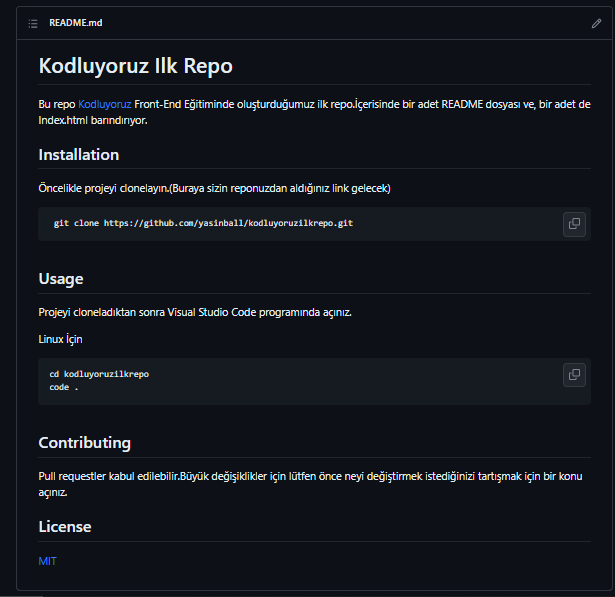 README.md
Kodluyoruz Ilk Repo
Bu repo Kodluyoruz Front-End Eğitiminde oluşturduğumuz ilk repo.İçerisinde bir adet README dosyası ve, bir adet de
Index.html barındırıyor.
Installation
Öncelikle projeyi clonelayın.(Buraya sizin reponuzdan aldığınız link gelecek)
git clone https://github.com/yasinball/kodluyoruzilkrepo.git
Usage
Projeyi cloneladıktan sonra Visual Studio Code programında açınız.
Linux İçin
cd kodluyoruzilkrepo
code .
Contributing
Pull requestler kabul edilebilir.Büyük değişiklikler için lütfen önce neyi değiştirmek istediğinizi tartışmak için bir konu
açınız.
License
MIT